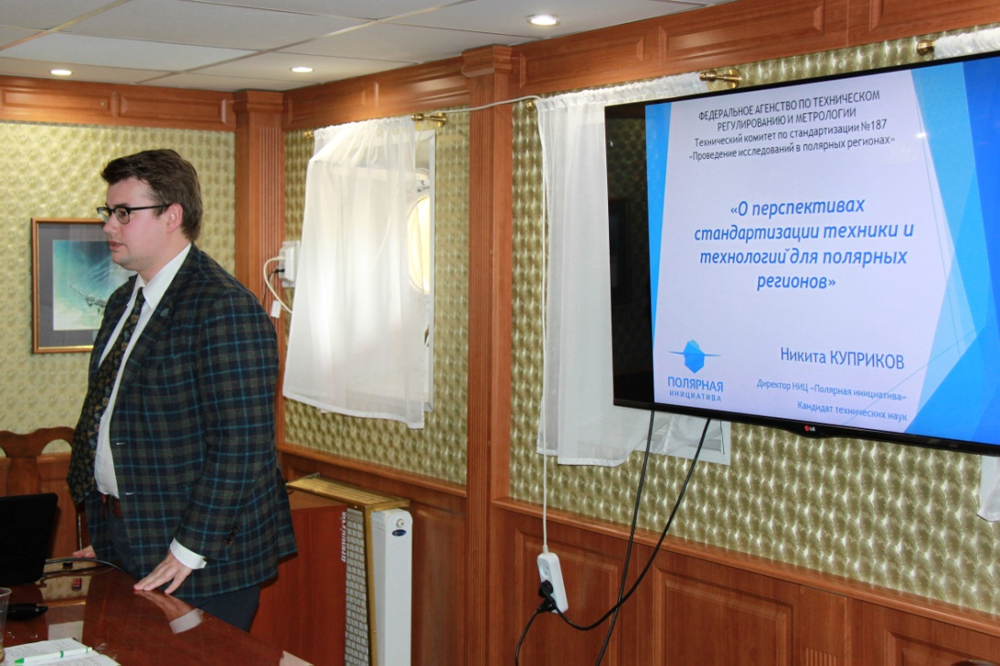 ФЕДЕРАЛЬНОЕ АГЕНСТВО ПО ТЕХНИЧЕСКОМ
РЕГУЛИРОВАНИЮ И МЕТРОЛОГИИ
Технический комитет по стандартизации №187
«Проведение исследований в полярных регионах»
«О перспективах
стандартизации техники и
технологий для полярных
регионов»
Никита КУПРИКОВ
Директор НИЦ «Полярная инициатива»
Кандидат технических наук
ПОЛЯРНАЯ
ИНИЦИАТИВА
LG